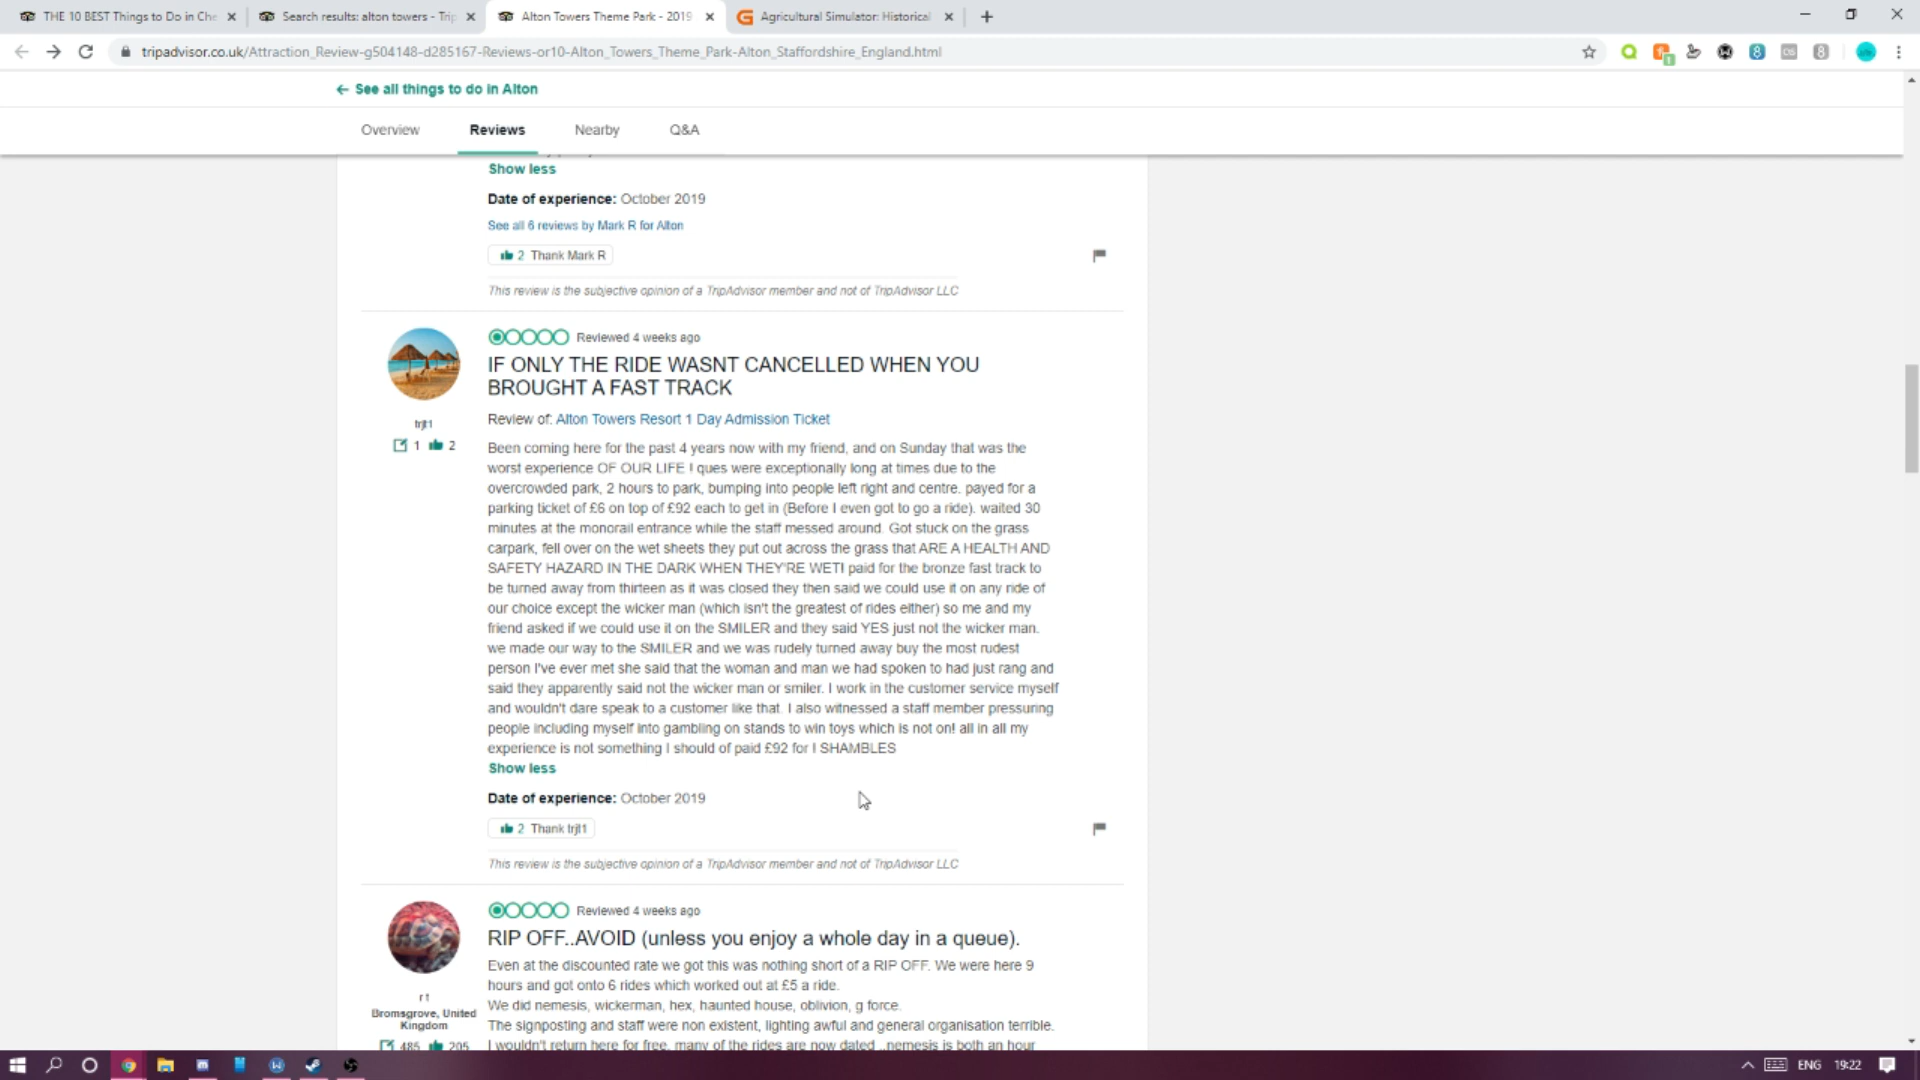 THE 10 BEST Things to Do in Che
Search results: alton towers - Trip
Alton Towers Theme Park - 2019
Agricultural Simulator: Historical
tripadvisor.co.uk/Attraction_Review-g504148-d285167-Reviews-or10-Alton_Towers_Theme_Park-Alton_Staffordshire_England.html
← See all things to do in Alton
Overview Reviews Nearby Q&A
Show less
Date of experience: October 2019
See all 6 reviews by Mark R for Alton
2 Thank Mark R
This review is the subjective opinion of a TripAdvisor member and not of TripAdvisor LLC
Reviewed 4 weeks ago
IF ONLY THE RIDE WASNT CANCELLED WHEN YOU
BROUGHT A FAST TRACK
trjt1
1 2
Review of: Alton Towers Resort 1 Day Admission Ticket
Been coming here for the past 4 years now with my friend, and on Sunday that was the
worst experience OF OUR LIFE ! ques were exceptionally long at times due to the
overcrowded park, 2 hours to park, bumping into people left right and centre. payed for a
parking ticket of £6 on top of £92 each to get in (Before I even got to go a ride). waited 30
minutes at the monorail entrance while the staff messed around. Got stuck on the grass
carpark, fell over on the wet sheets they put out across the grass that ARE A HEALTH AND
SAFETY HAZARD IN THE DARK WHEN THEY'RE WET! paid for the bronze fast track to
be turned away from thirteen as it was closed they then said we could use it on any ride of
our choice except the wicker man (which isn't the greatest of rides either) so me and my
friend asked if we could use it on the SMILER and they said YES just not the wicker man.
we made our way to the SMILER and we was rudely turned away buy the most rudest
person I've ever met she said that the woman and man we had spoken to had just rang and
said they apparently said not the wicker man or smiler. I work in the customer service myself
and wouldn't dare speak to a customer like that. I also witnessed a staff member pressuring
people including myself into gambling on stands to win toys which is not on! all in all my
experience is not something I should of paid £92 for ! SHAMBLES
Show less
Date of experience: October 2019
2 Thank trjt1
This review is the subjective opinion of a TripAdvisor member and not of TripAdvisor LLC
Reviewed 4 weeks ago
RIP OFF..AVOID (unless you enjoy a whole day in a queue).
r t
Bromsgrove, United
Kingdom
485 205
Even at the discounted rate we got this was nothing short of a RIP OFF. We were here 9
hours and got onto 6 rides which worked out at £5 a ride.
We did nemesis, wickerman, hex, haunted house, oblivion, g force.
The signposting and staff were non existent, lighting awful and general organisation terrible.
I wouldn't return here for free. many of the rides are now dated ..nemesis is both an hour
ENG 19:22